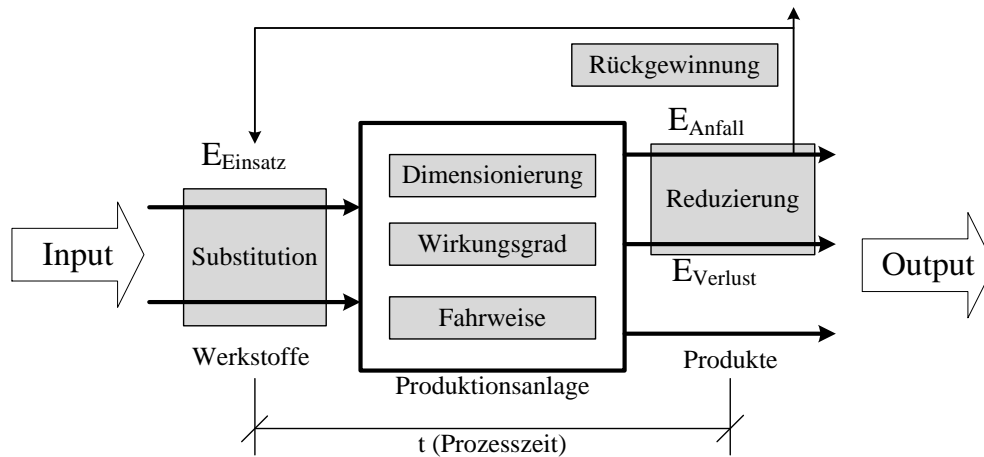 Rückgewinnung
E_Anfall
E_Einsatz
Dimensionierung
Reduzierung
Input
Substitution
Wirkungsgrad
Output
E_Verlust
Fahrweise
Werkstoffe
Produkte
Produktionsanlage
t (Prozesszeit)